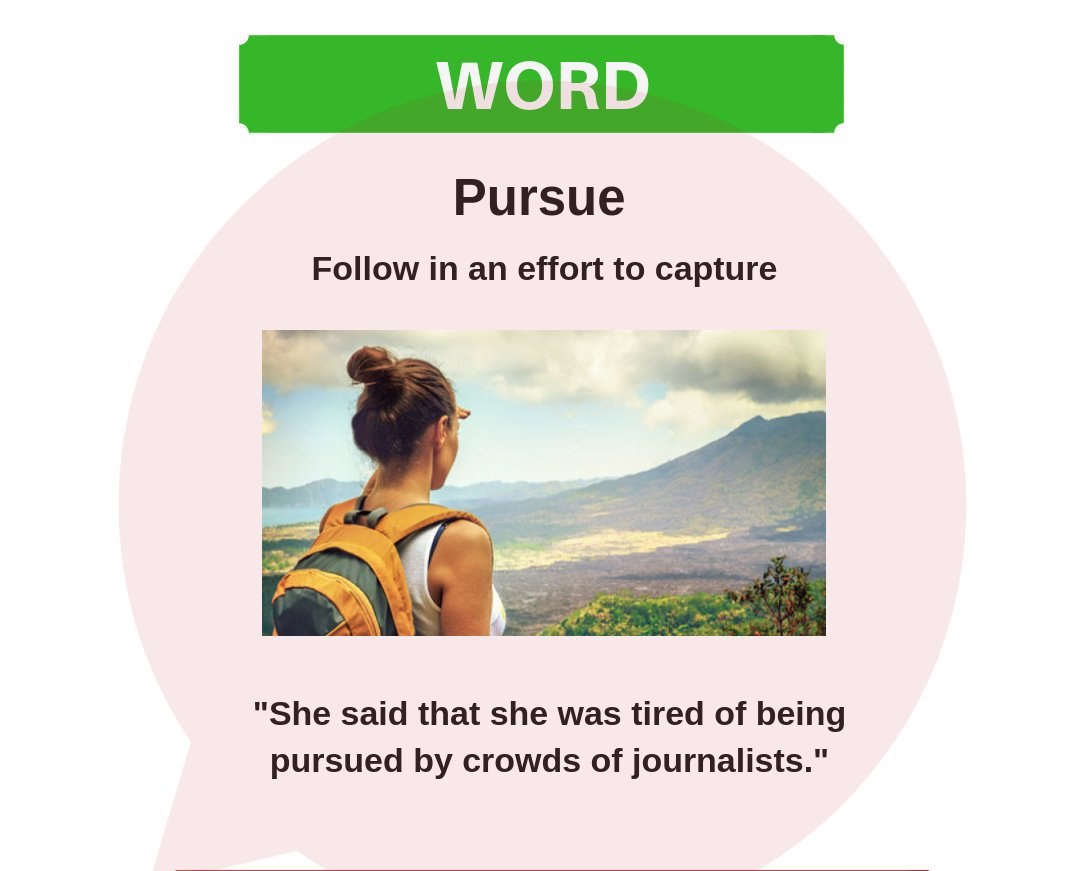 WORD
Pursue
Follow in an effort to capture
"She said that she was tired of being
pursued by crowds of journalists."